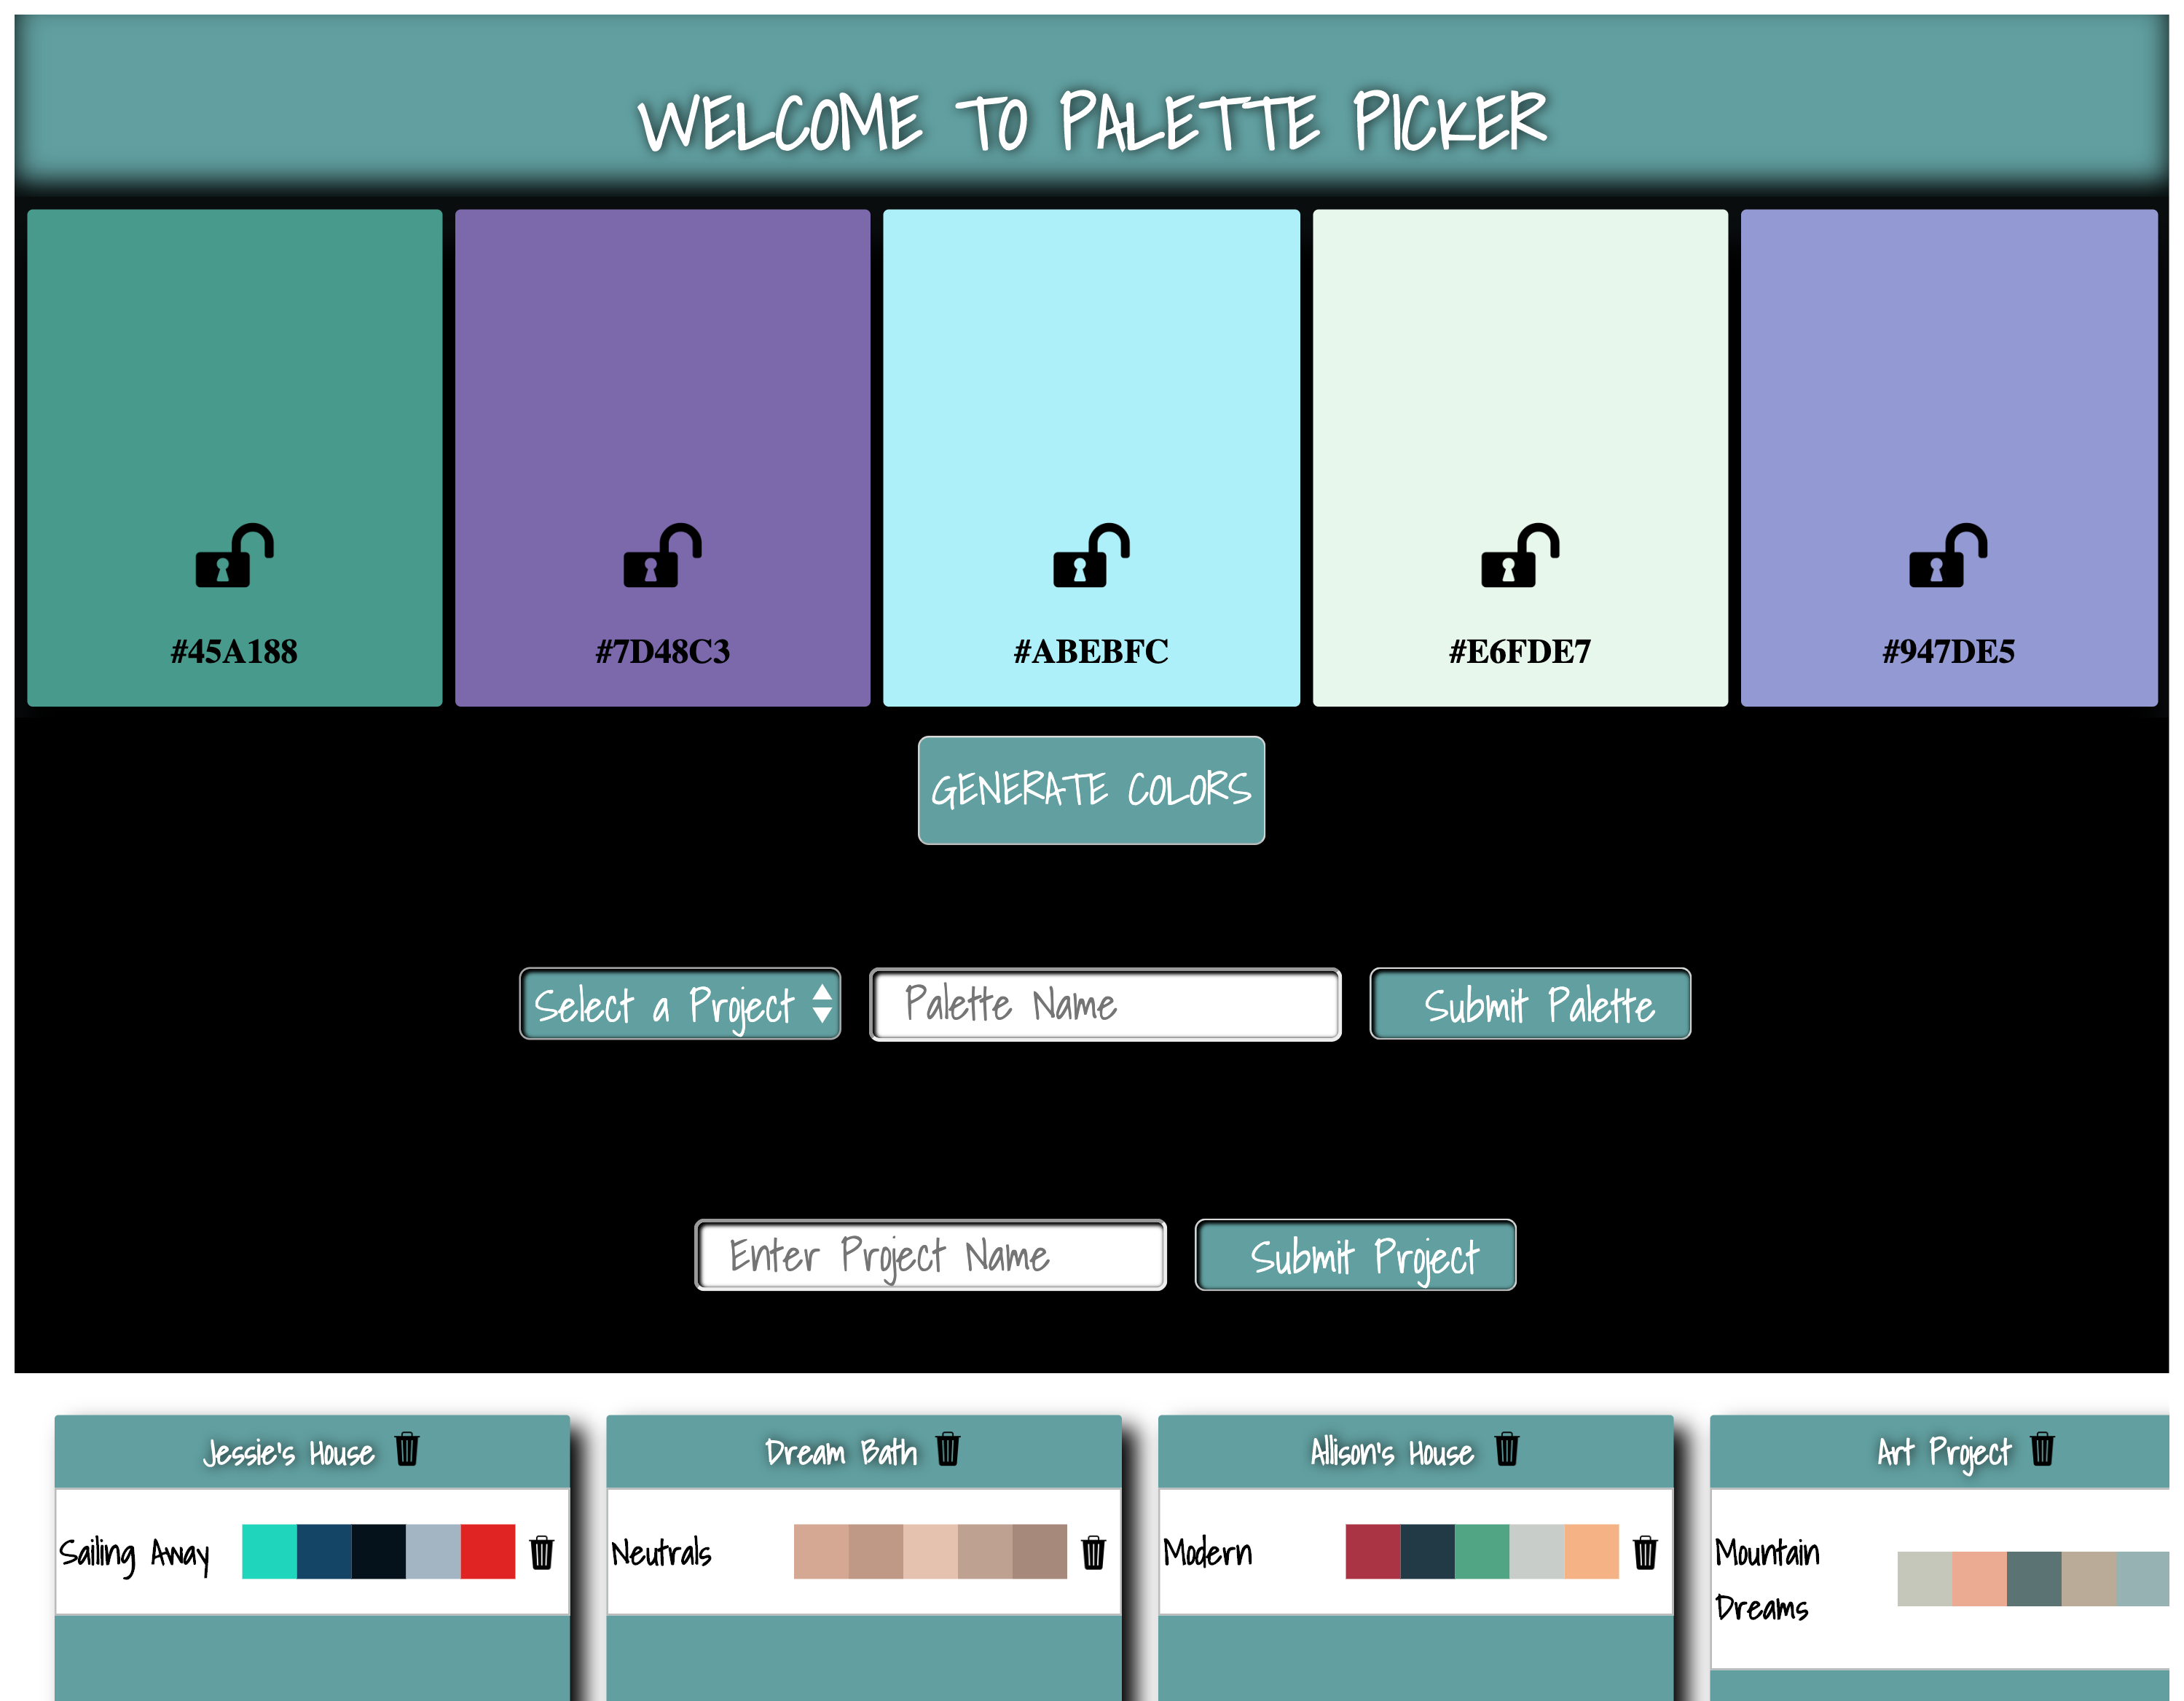 WELCOME TO PALETTE PICKER
#45A188
#7D48C3
#ABEBFC
#E6FDE7
#947DE5
GENERATE COLORS
Select a Project
Palette Name
Submit Palette
Enter Project Name
Submit Project
Jessie's House
Dream Bath
Allison's House
Art Project
Sailing Away
Neutrals
Modern
Mountain
Dreams